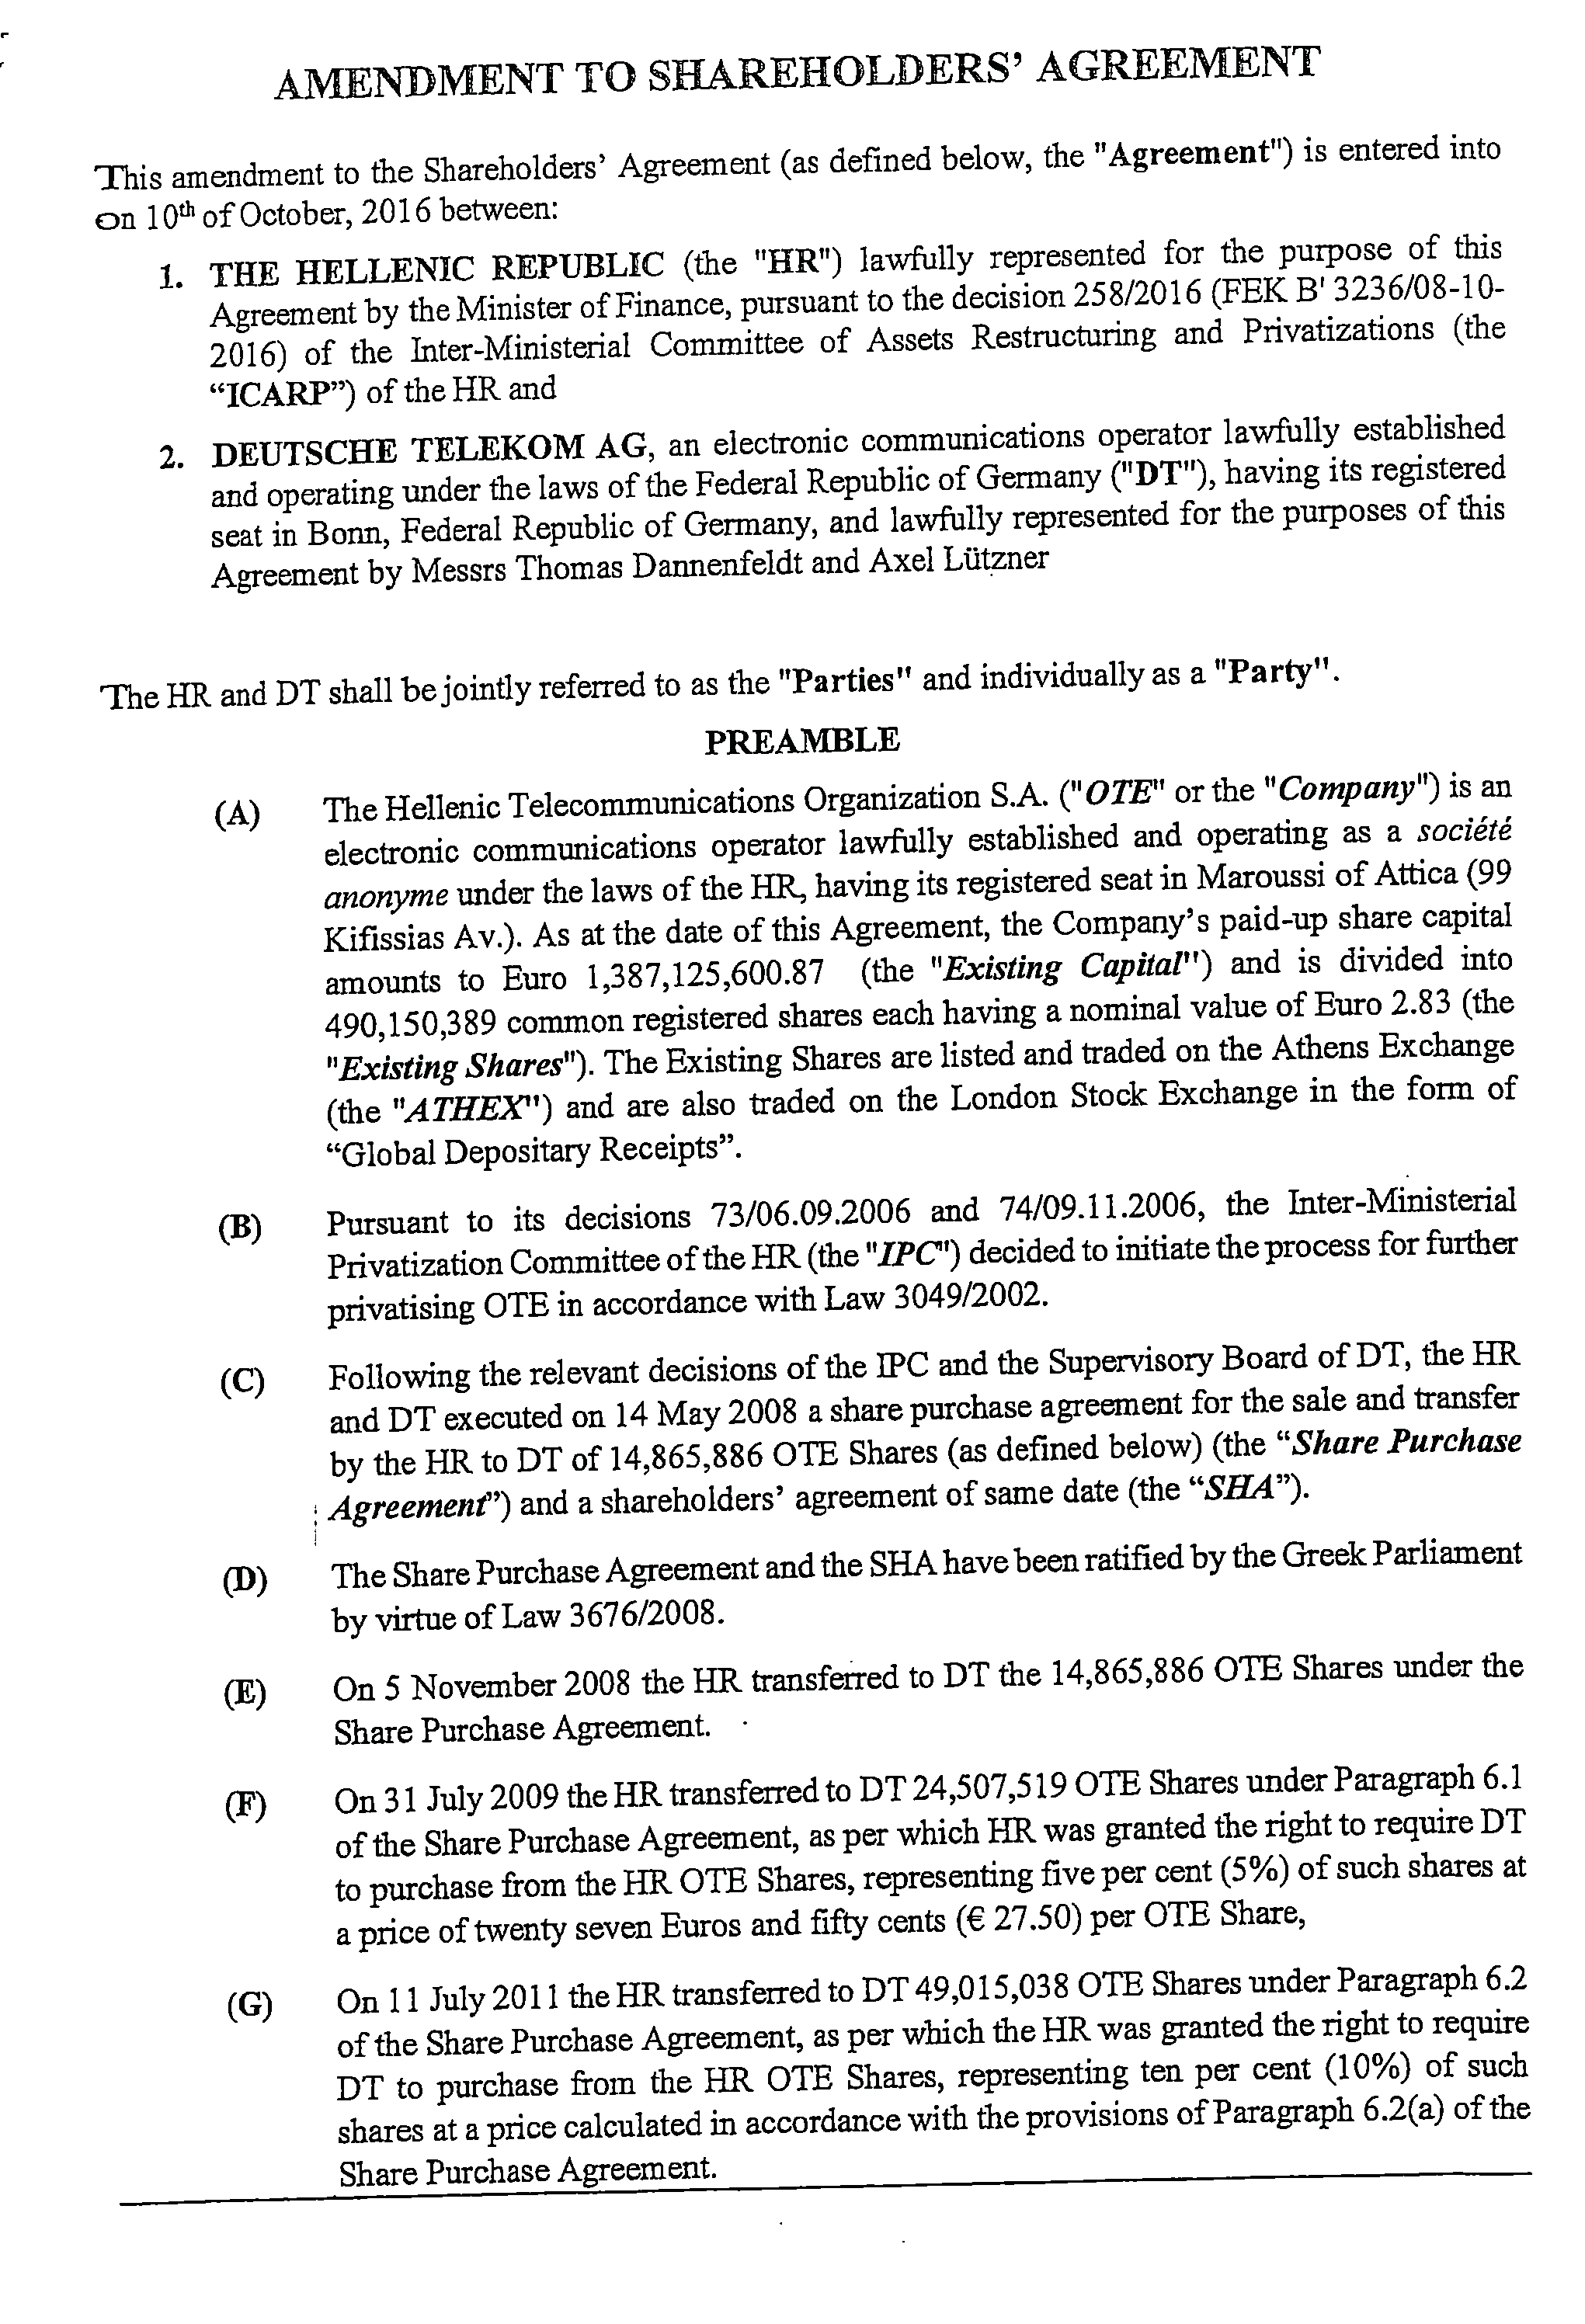 AMENDMENT TO SHAREHOLDERS' AGREEMENT
This amendment to the Shareholders' Agreement (as defined below, the "Agreement") is entered into
on 10th of October, 2016 between:
1. THE HELLENIC REPUBLIC (the "HR") lawfully represented for the purpose of this
Agreement by the Minister of Finance, pursuant to the decision 258/2016 (FEK B' 3236/08-10-
2016) of the Inter-Ministerial Committee of Assets Restructuring and Privatizations (the
“ICARP”) of the HR and
2. DEUTSCHE TELEKOM AG, an electronic communications operator lawfully established
and operating under the laws of the Federal Republic of Germany ("DT"), having its registered
seat in Bonn, Federal Republic of Germany, and lawfully represented for the purposes of this
Agreement by Messrs Thomas Dannenfeldt and Axel Lützner
The HR and DT shall be jointly referred to as the "Parties" and individually as a "Party".
PREAMBLE
(A) The Hellenic Telecommunications Organization S.A. ("OTE" or the "Company") is an
electronic communications operator lawfully established and operating as a société
anonyme under the laws of the HR, having its registered seat in Maroussi of Attica (99
Kifissias Av.). As at the date of this Agreement, the Company's paid-up share capital
amounts to Euro 1,387,125,600.87 (the "Existing Capital") and is divided into
490,150,389 common registered shares each having a nominal value of Euro 2.83 (the
"Existing Shares"). The Existing Shares are listed and traded on the Athens Exchange
(the "ATHEX") and are also traded on the London Stock Exchange in the form of
“Global Depositary Receipts”.
(B) Pursuant to its decisions 73/06.09.2006 and 74/09.11.2006, the Inter-Ministerial
Privatization Committee of the HR (the "IPC") decided to initiate the process for further
privatising OTE in accordance with Law 3049/2002.
(C) Following the relevant decisions of the IPC and the Supervisory Board of DT, the HR
and DT executed on 14 May 2008 a share purchase agreement for the sale and transfer
by the HR to DT of 14,865,886 OTE Shares (as defined below) (the “Share Purchase
Agreement”) and a shareholders' agreement of same date (the “SHA”).
(D) The Share Purchase Agreement and the SHA have been ratified by the Greek Parliament
by virtue of Law 3676/2008.
(E) On 5 November 2008 the HR transferred to DT the 14,865,886 OTE Shares under the
Share Purchase Agreement.
(F) On 31 July 2009 the HR transferred to DT 24,507,519 OTE Shares under Paragraph 6.1
of the Share Purchase Agreement, as per which HR was granted the right to require DT
to purchase from the HR OTE Shares, representing five per cent (5%) of such shares at
a price of twenty seven Euros and fifty cents (€ 27.50) per OTE Share,
(G) On 11 July 2011 the HR transferred to DT 49,015,038 OTE Shares under Paragraph 6.2
of the Share Purchase Agreement, as per which the HR was granted the right to require
DT to purchase from the HR OTE Shares, representing ten per cent (10%) of such
shares at a price calculated in accordance with the provisions of Paragraph 6.2(a) of the
Share Purchase Agreement.